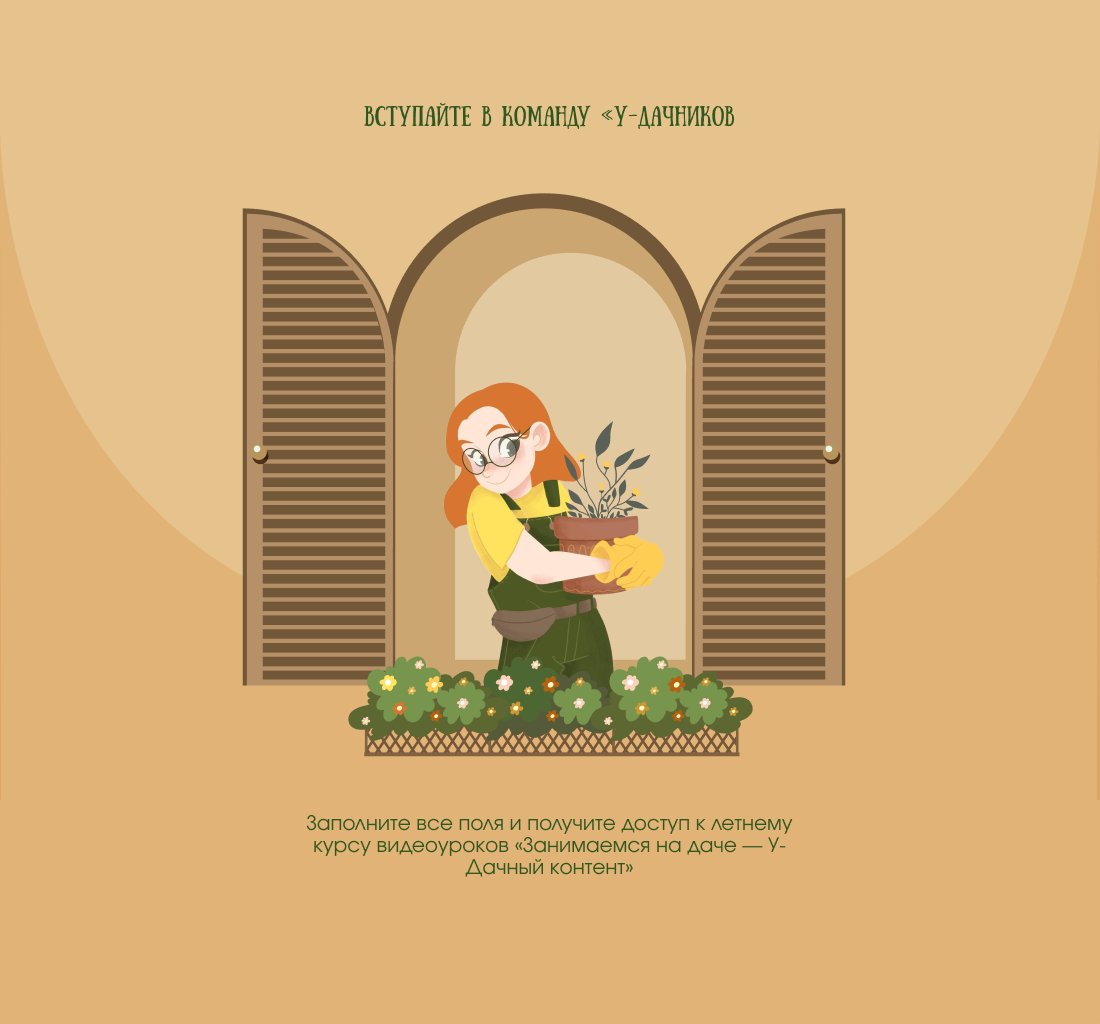 ВСТУПАЙТЕ В КОМАНДУ «У-ДАЧНИКОВ
Заполните все поля и получите доступ к летнему
курсу видеоуроков «Занимаемся на даче — У-
Дачный контент»